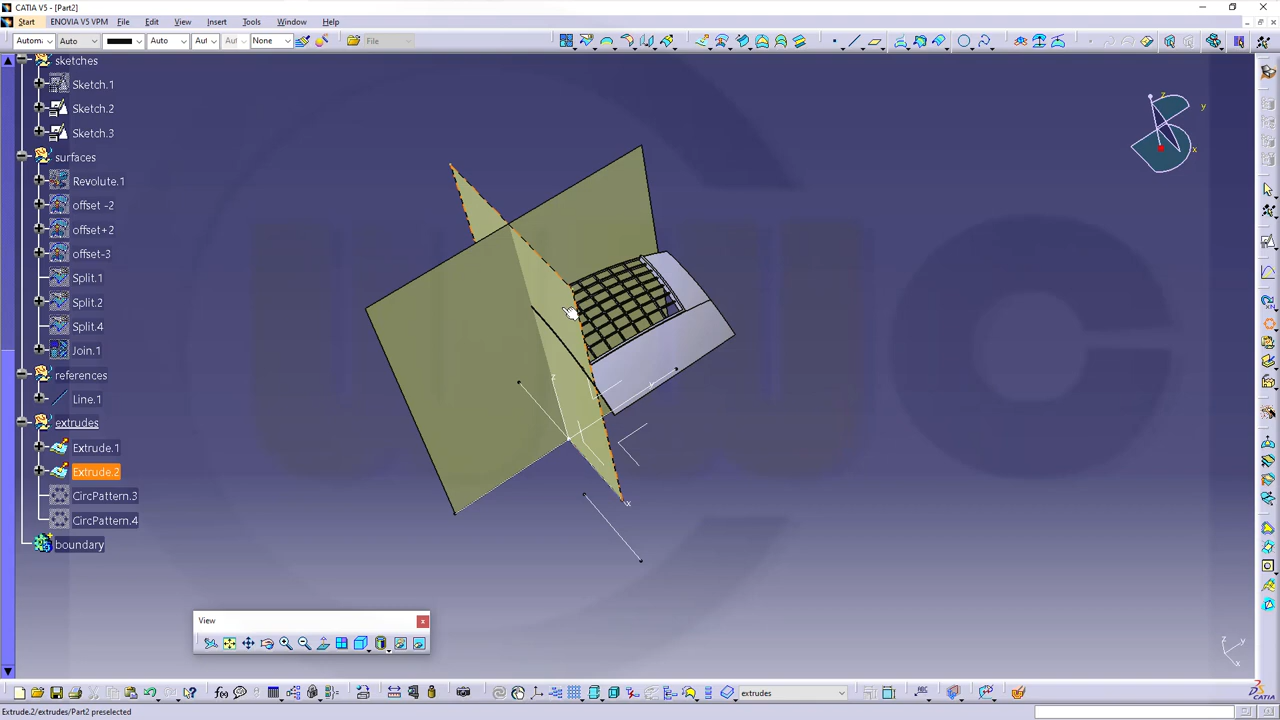 CATIA V5 - [Part2]
Start ENOVIA V5 VPM File Edit View Insert Tools Window Help
Autom: Auto Auto Aut Aut None File
sketches
Sketch.1
Sketch.2
Sketch.3
surfaces
Revolute.1
offset -2
offset+2
offset-3
Split.1
Split.2
Split.4
Join.1
references
Line.1
extrudes
Extrude.1
Extrude.2
CircPattern.3
CircPattern.4
boundary
z
y
x
z
y
x
View
x
z
y
x
extrudes
CATIA
Extrude.2/extrudes/Part2 preselected